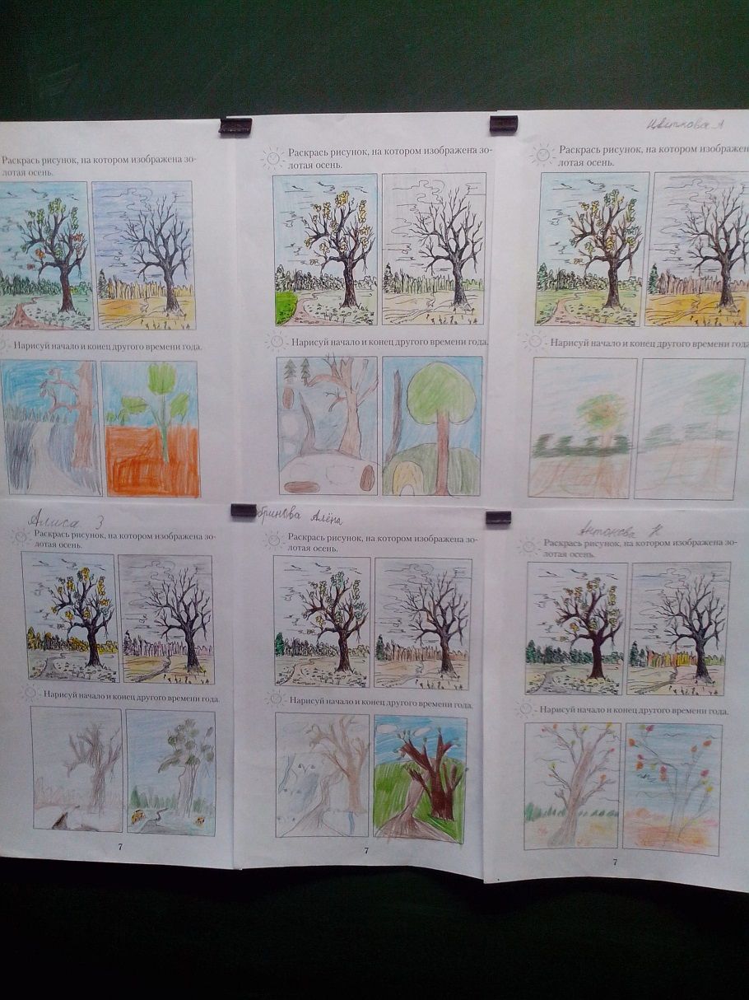 Раскрась рисунок, на котором изображена зо-
лотая осень.
Нарисуй начало и конец другого времени года.
Раскрась рисунок, на котором изображена зо-
лотая осень.
- Нарисуй начало и конец другого времени года.
Цветкова А
Раскрась рисунок, на котором изображен
лотая осень.
- Нарисуй начало и конец другого времени года
Алиса З
Раскрась рисунок, на котором изображена зо-
лотая осень.
- Нарисуй начало и конец другого времени года.
7
бринова Алёна
Раскрась рисунок, на котором изображена зо-
лотая осень.
- Нарисуй начало и конец другого времени года.
7
Антонова К
Раскрась рисунок, на котором изображена зо-
лотая осень.
- Нарисуй начало и конец другого времени года.
7